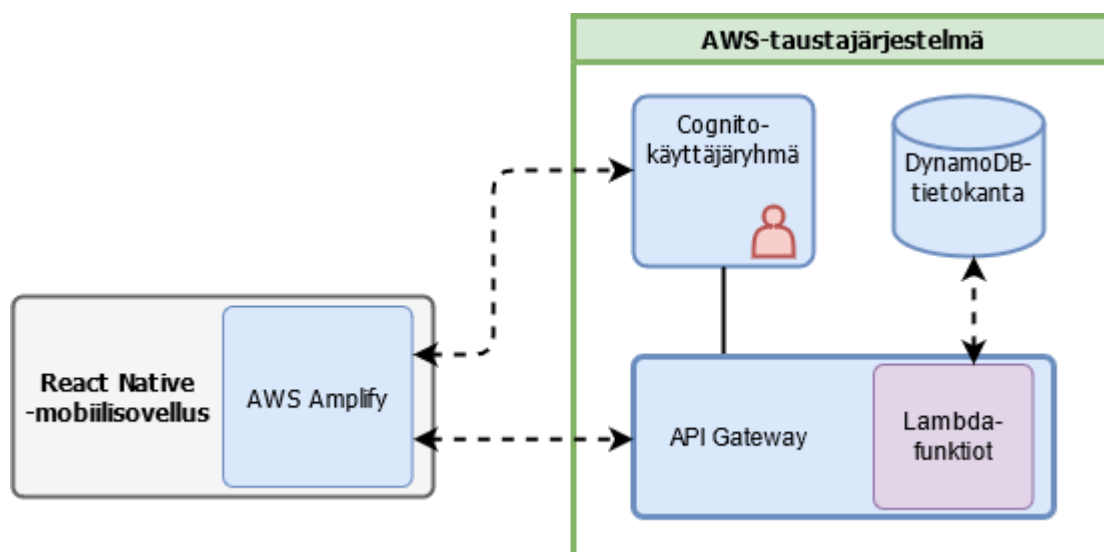 AWS-taustajärjestelmä
Cognito-
käyttäjäryhmä
DynamoDB-
tietokanta
React Native
-mobiilisovellus
AWS Amplify
API Gateway
Lambda-
funktiot